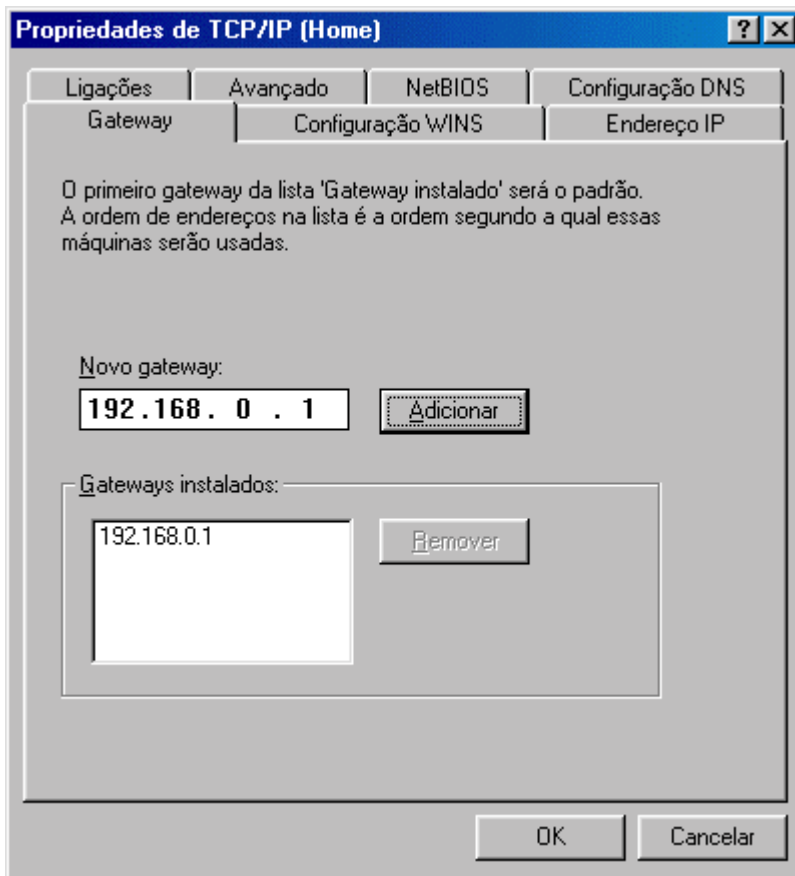 Propriedades de TCP/IP (Home)
Ligações Avançado NetBIOS Configuração DNS
Gateway Configuração WINS Endereço IP
O primeiro gateway da lista 'Gateway instalado' será o padrão.
A ordem de endereços na lista é a ordem segundo a qual essas
máquinas serão usadas.
Novo gateway:
192.168. 0 . 1 Adicionar
Gateways instalados:
192.168.0.1 Remover
OK Cancelar